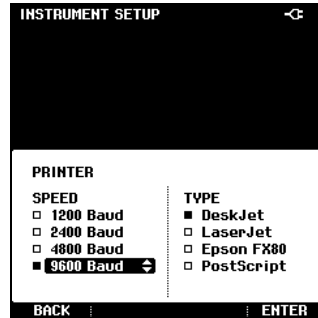 INSTRUMENT SETUP
PRINTER
SPEED
1200 Baud
2400 Baud
4800 Baud
9600 Baud
TYPE
DeskJet
LaserJet
Epson FX80
PostScript
BACK
ENTER